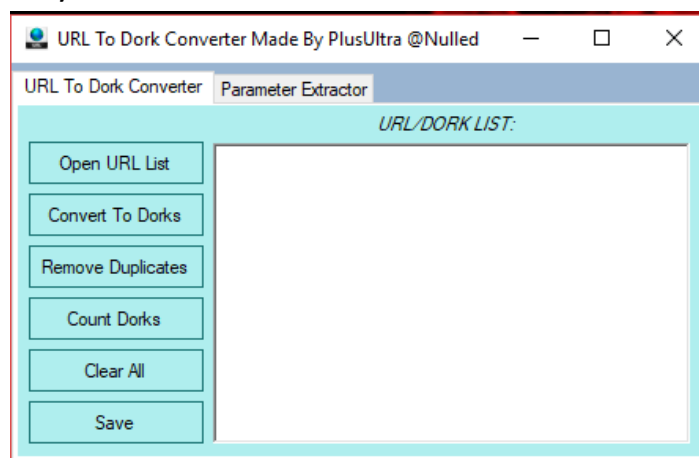 URL To Dork Converter Made By PlusUltra @Nulled
URL To Dork Converter
Parameter Extractor
URL/DORK LIST:
Open URL List
Convert To Dorks
Remove Duplicates
Count Dorks
Clear All
Save